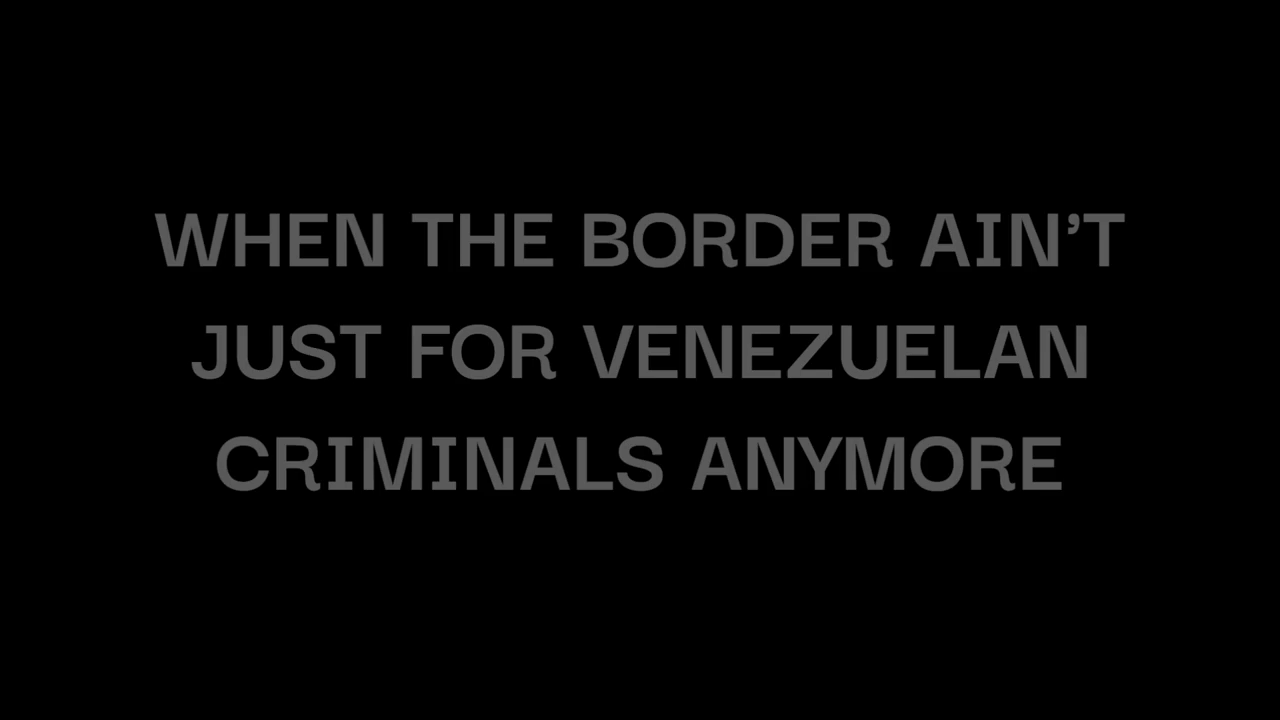 WHEN THE BORDER AIN’T
JUST FOR VENEZUELAN
CRIMINALS ANYMORE